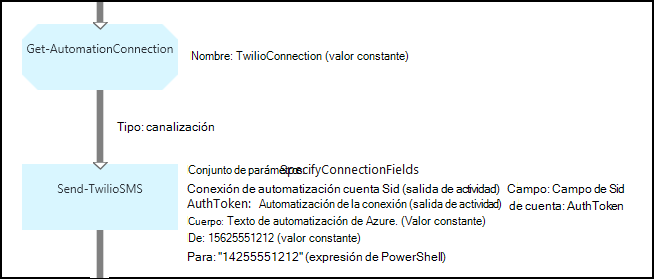 Get-AutomationConnection
Nombre: TwilioConnection (valor constante)
Tipo: canalización
Send-TwilioSMS
Conjunto de parámetros: SpecifyConnectionFields
Conexión de automatización cuenta Sid (salida de actividad) Campo: Campo de Sid
AuthToken: Automatización de la conexión (salida de actividad) de cuenta: AuthToken
Cuerpo: Texto de automatización de Azure. (Valor constante)
De: 15625551212 (valor constante)
Para: "14255551212" (expresión de PowerShell)